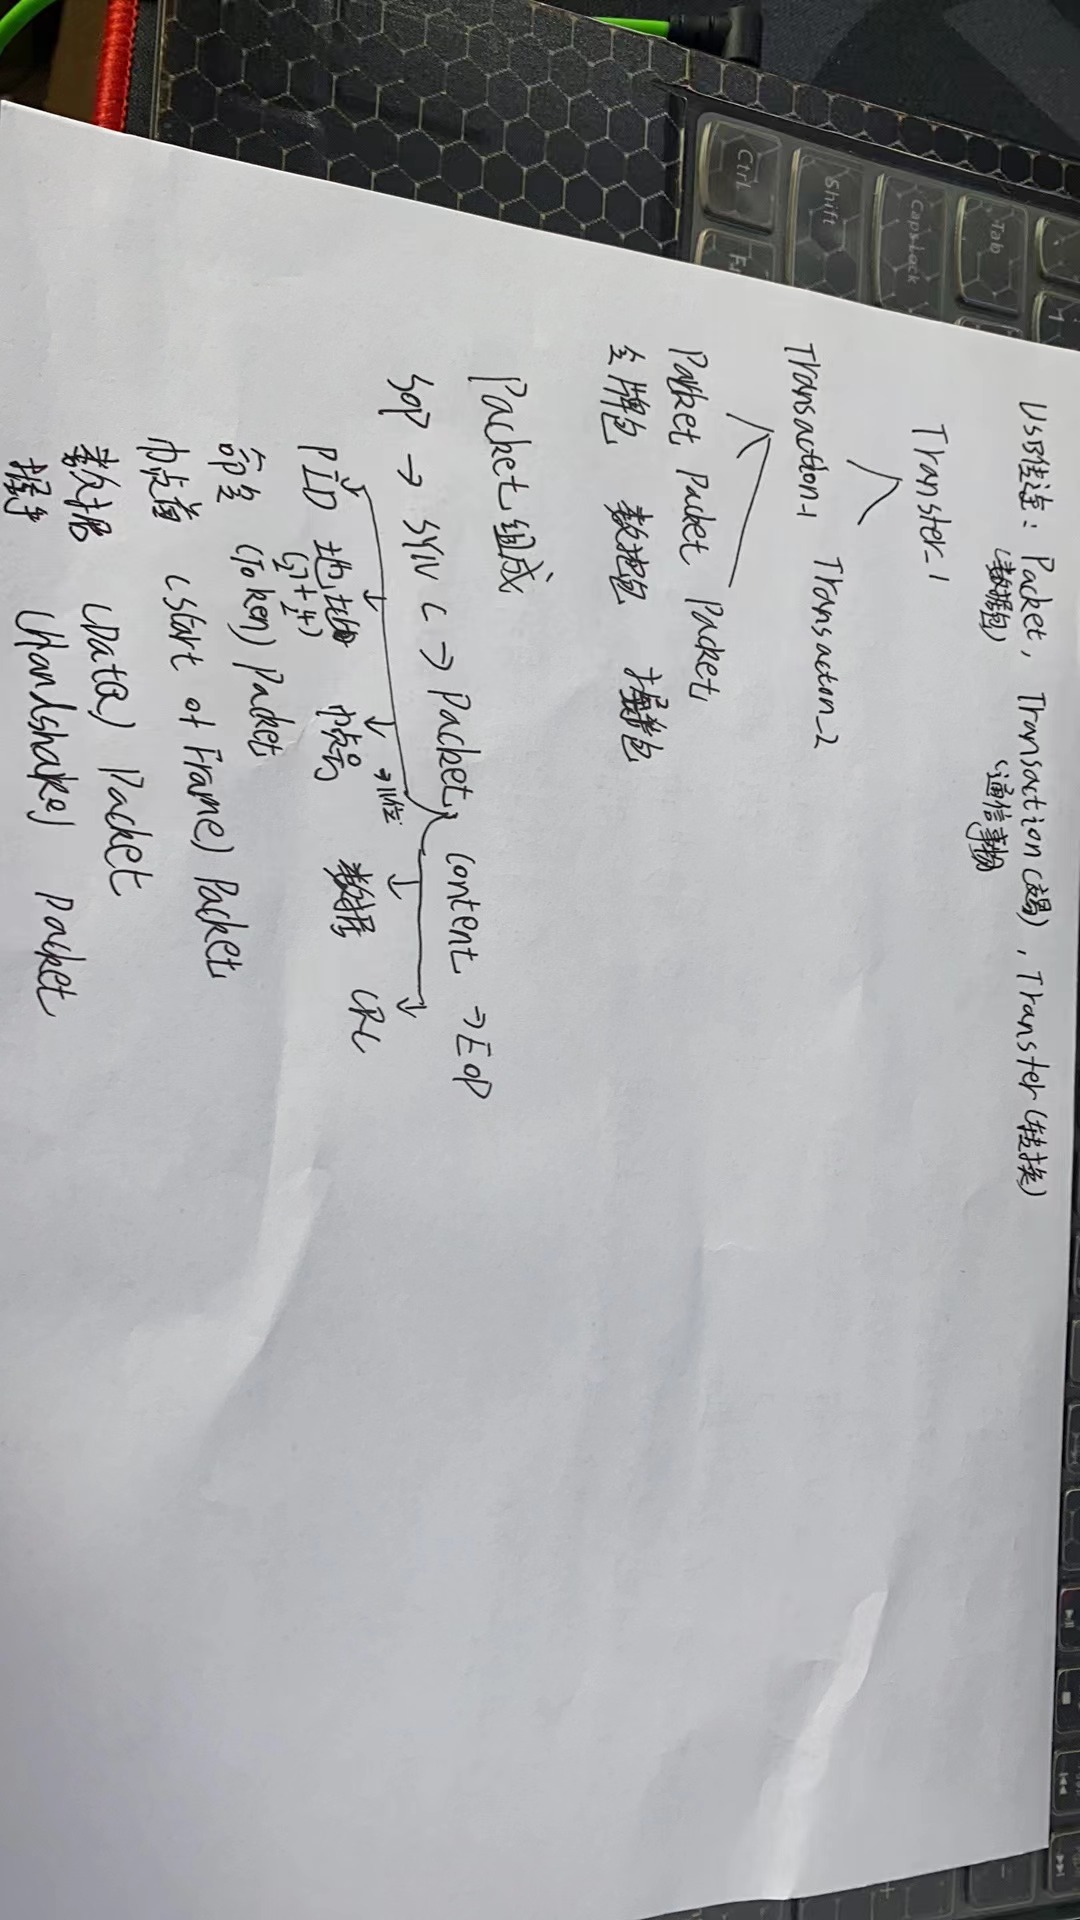 USB传送: Packet, Transaction(交易), Transter(转换)
(数据包) (通信事物)
Transter_1
Transaction_1 Transacton_2
Packet Packet Packet
令牌包 数据包 握手包
Packet组成
SOP → SYNC → Packet content → EOP
→11位
PID 地址 帧号 数据 CRC
(7+4)
2 2
命令 (Token) Packet
帧首 (Start of Frame) Packet
数据 (Data) Packet
握手 (Handshake) Packet
Tab
Caps Lock
Shift
Ctrl